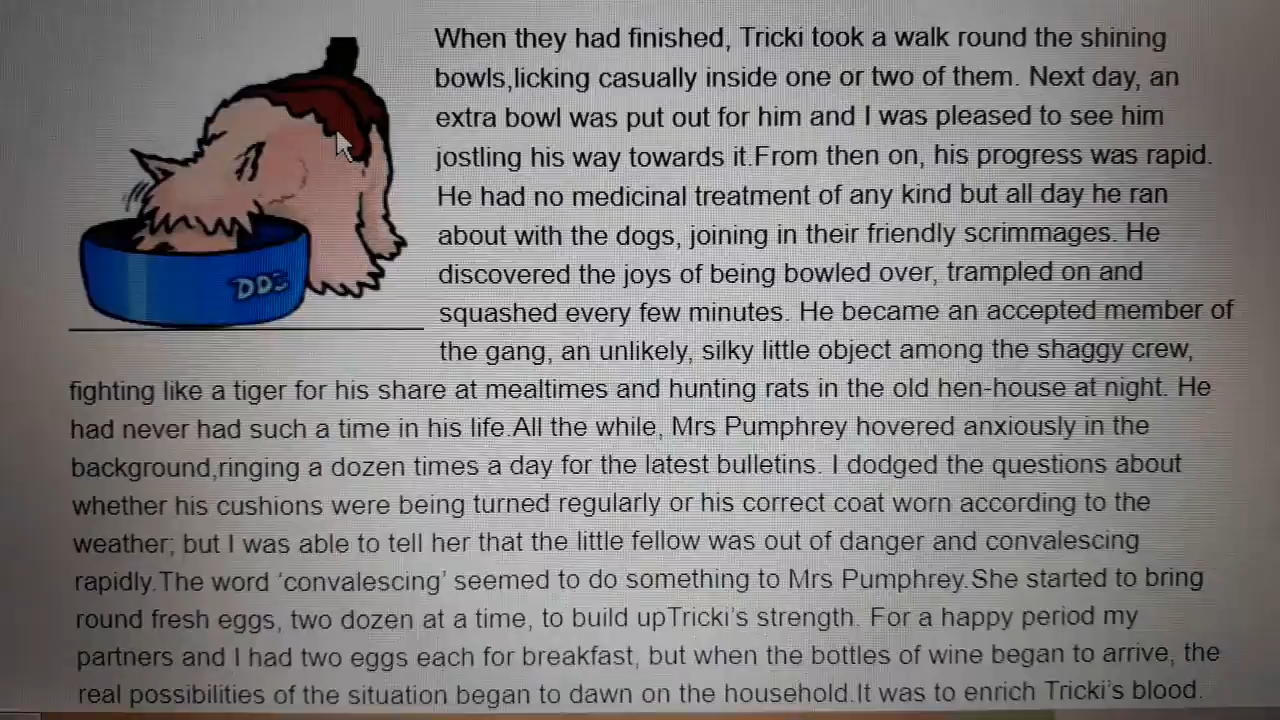 When they had finished, Tricki took a walk round the shining
bowls,licking casually inside one or two of them. Next day, an
extra bowl was put out for him and I was pleased to see him
jostling his way towards it.From then on, his progress was rapid.
He had no medicinal treatment of any kind but all day he ran
about with the dogs, joining in their friendly scrimmages. He
discovered the joys of being bowled over, trampled on and
squashed every few minutes. He became an accepted member of
the gang, an unlikely, silky little object among the shaggy crew,
fighting like a tiger for his share at mealtimes and hunting rats in the old hen-house at night. He
had never had such a time in his life.All the while, Mrs Pumphrey hovered anxiously in the
background,ringing a dozen times a day for the latest bulletins. I dodged the questions about
whether his cushions were being turned regularly or his correct coat worn according to the
weather; but I was able to tell her that the little fellow was out of danger and convalescing
rapidly.The word ‘convalescing’ seemed to do something to Mrs Pumphrey.She started to bring
round fresh eggs, two dozen at a time, to build upTricki’s strength. For a happy period my
partners and I had two eggs each for breakfast, but when the bottles of wine began to arrive, the
real possibilities of the situation began to dawn on the household.It was to enrich Tricki’s blood.